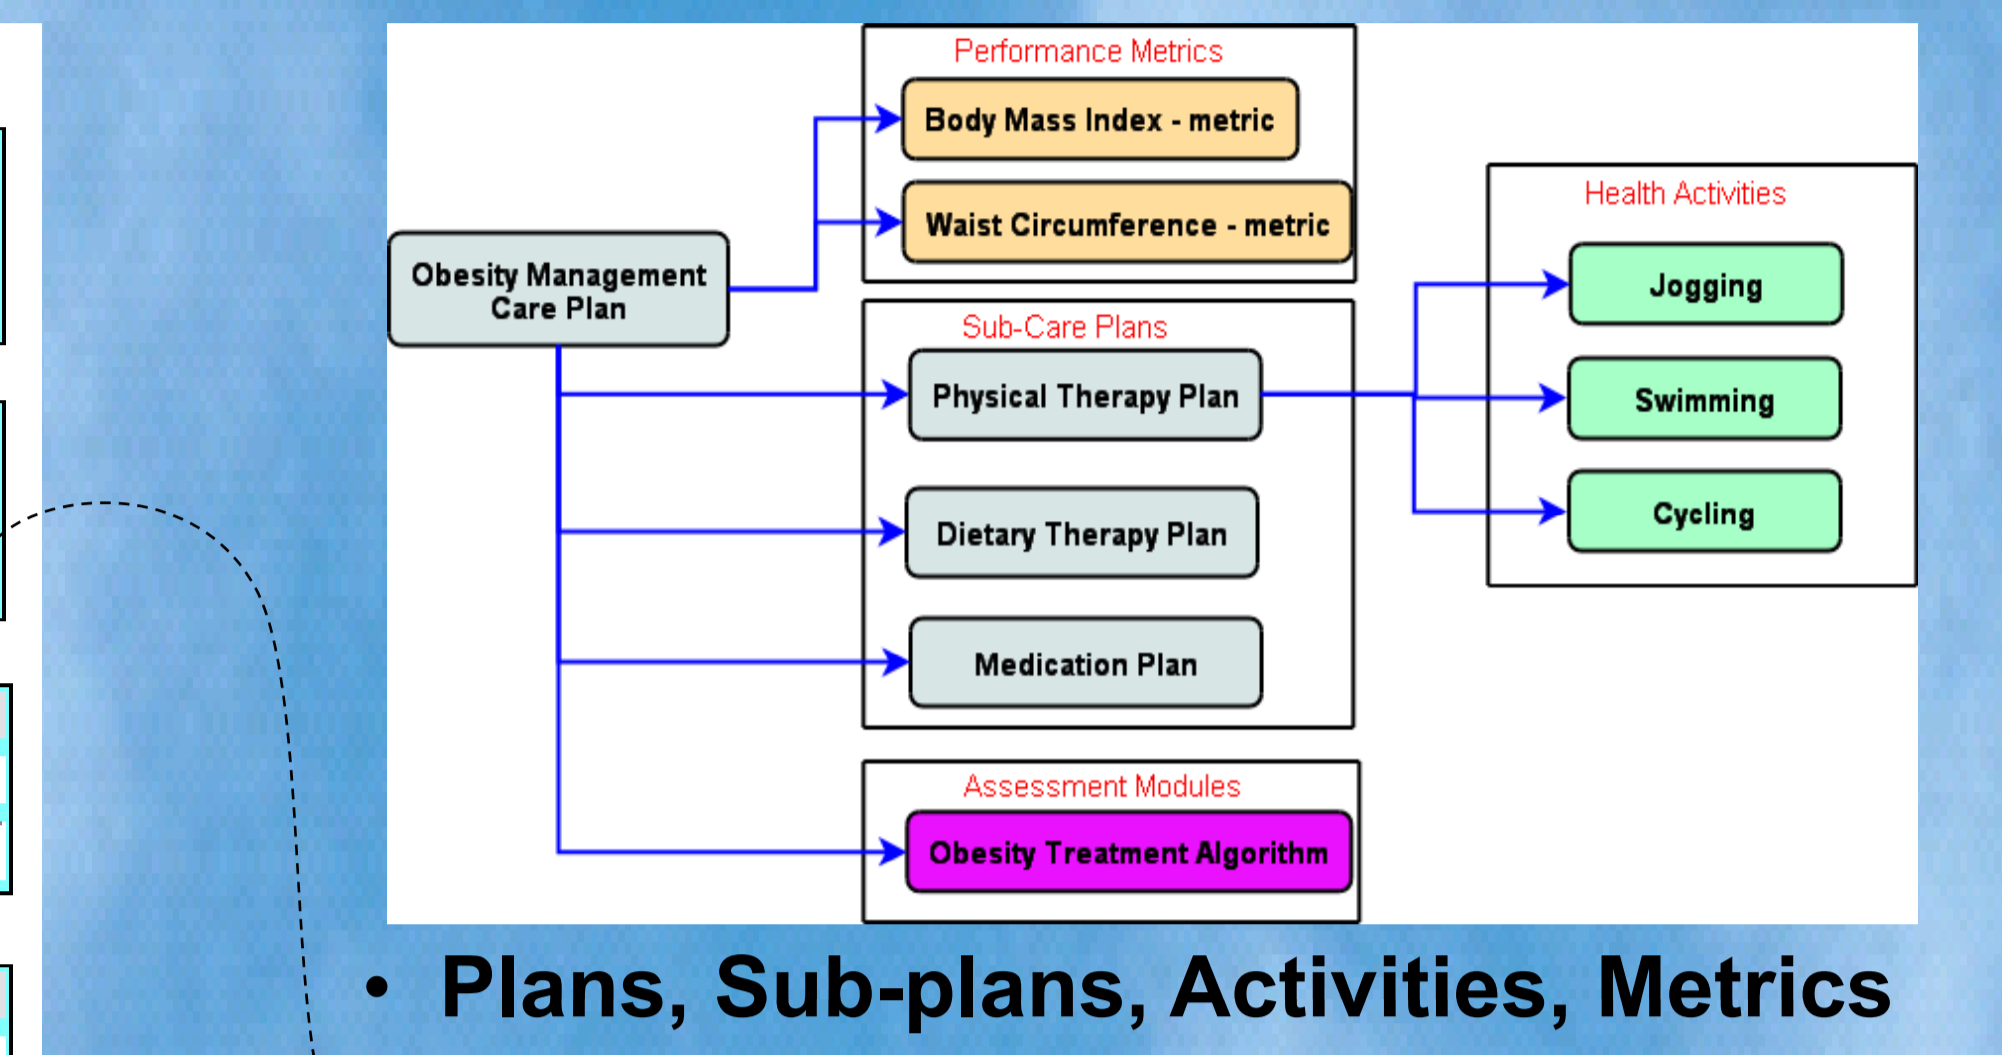 Performance Metrics
Body Mass Index - metric
Waist Circumference - metric
Obesity Management
Care Plan
Sub-Care Plans
Physical Therapy Plan
Dietary Therapy Plan
Medication Plan
Health Activities
Jogging
Swimming
Cycling
Assessment Modules
Obesity Treatment Algorithm
• Plans, Sub-plans, Activities, Metrics